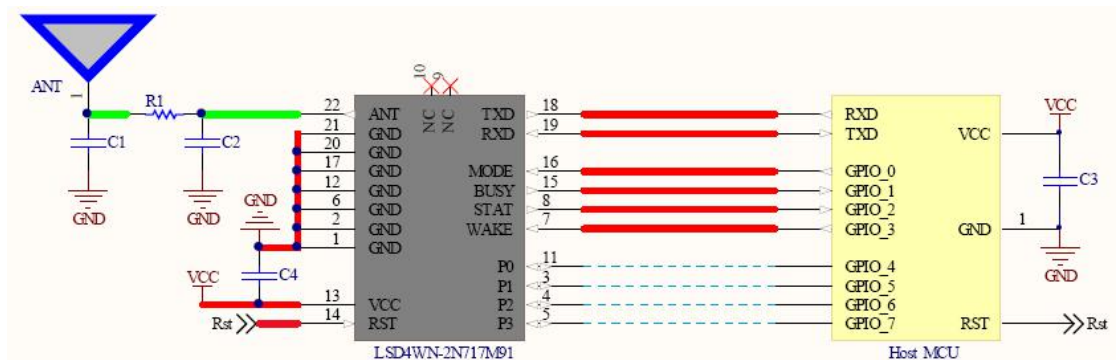 ANT
1
R1
C1
C2
GND
GND
GND
C4
VCC
Rst
22
21
20
17
12
6
2
1
13
14
10
9
NC
NC
ANT
GND
GND
GND
GND
GND
GND
GND
VCC
RST
TXD
RXD
MODE
BUSY
STAT
WAKE
P0
P1
P2
P3
LSD4WN-2N717M91
18
19
16
15
8
7
11
3
4
5
RXD
TXD
GPIO_0
GPIO_1
GPIO_2
GPIO_3
GPIO_4
GPIO_5
GPIO_6
GPIO_7
VCC
GND
RST
Host MCU
VCC
C3
1
GND
Rst